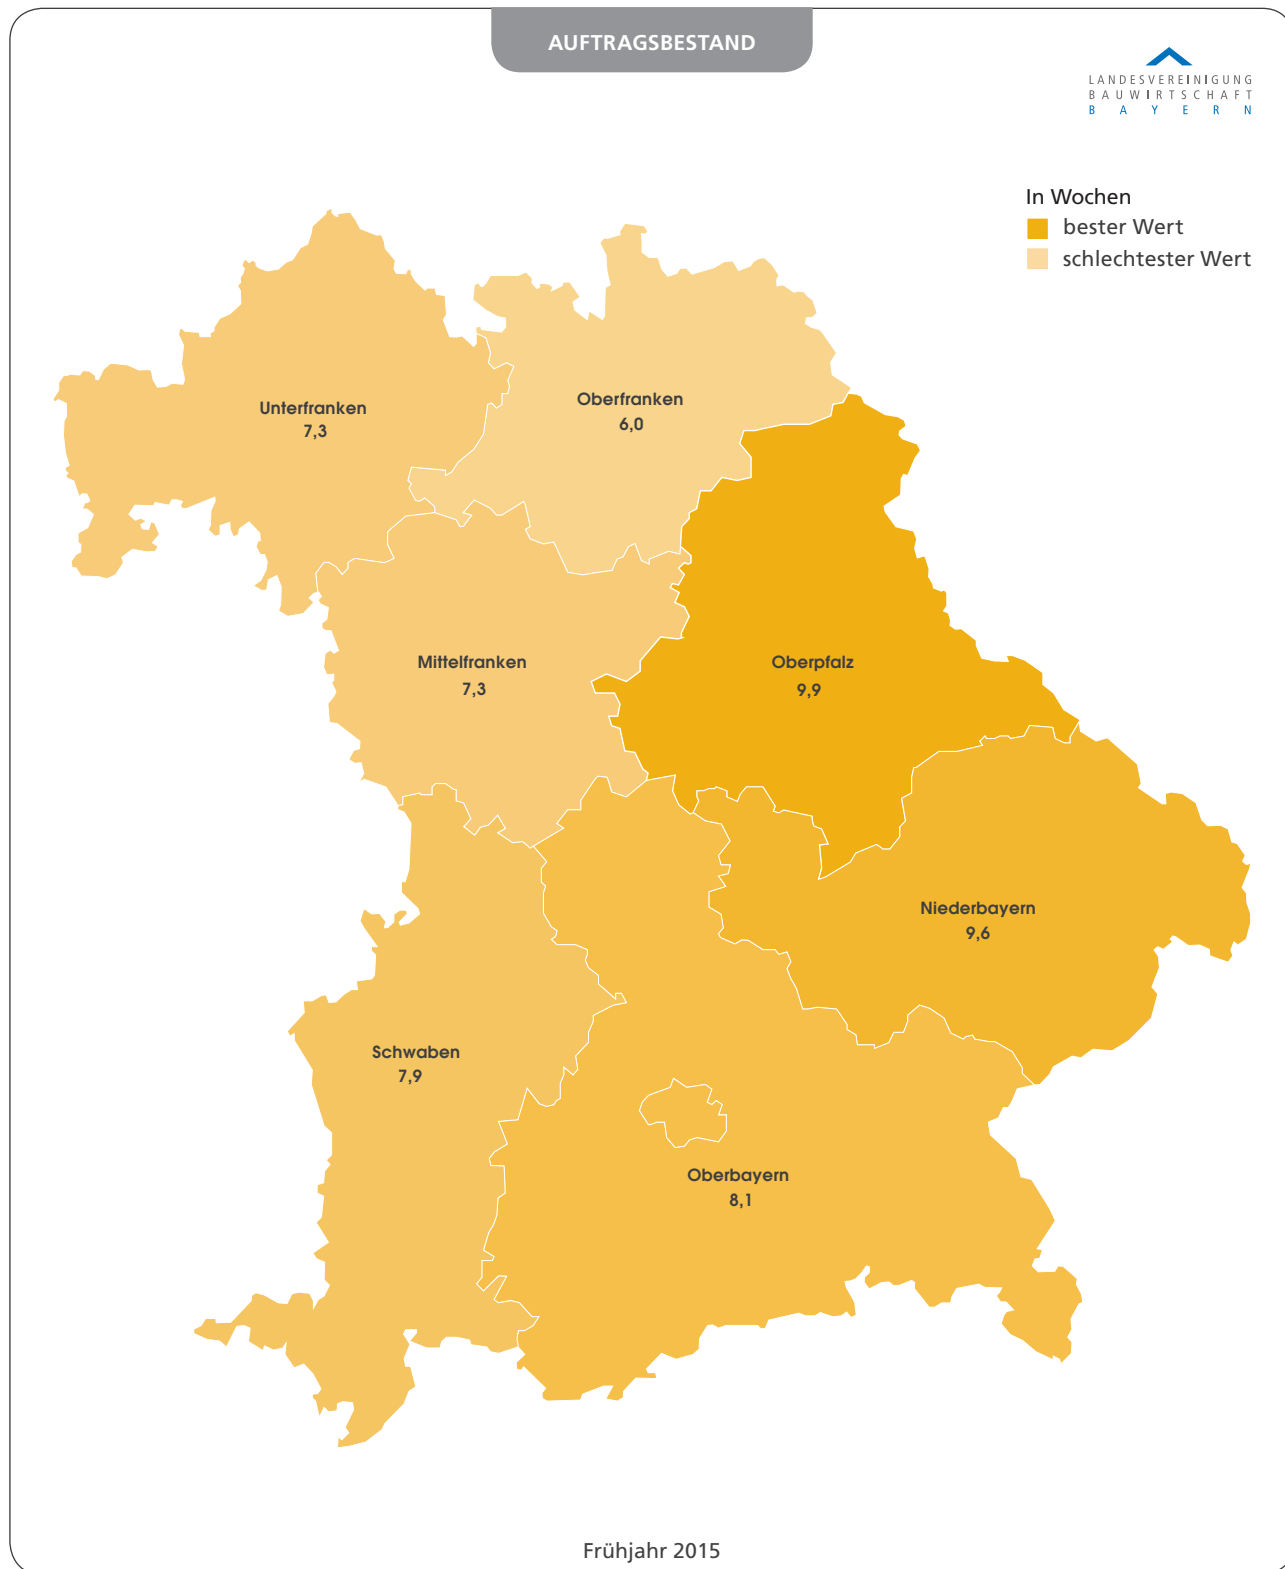 AUFTRAGSBESTAND
LANDESVEREINIGUNG
BAUWIRTSCHAFT
BAYERN
In Wochen
bester Wert
schlechtester Wert
Unterfranken
7,3
Oberfranken
6,0
Mittelfranken
7,3
Oberpfalz
9,9
Niederbayern
9,6
Schwaben
7,9
Oberbayern
8,1
Frühjahr 2015